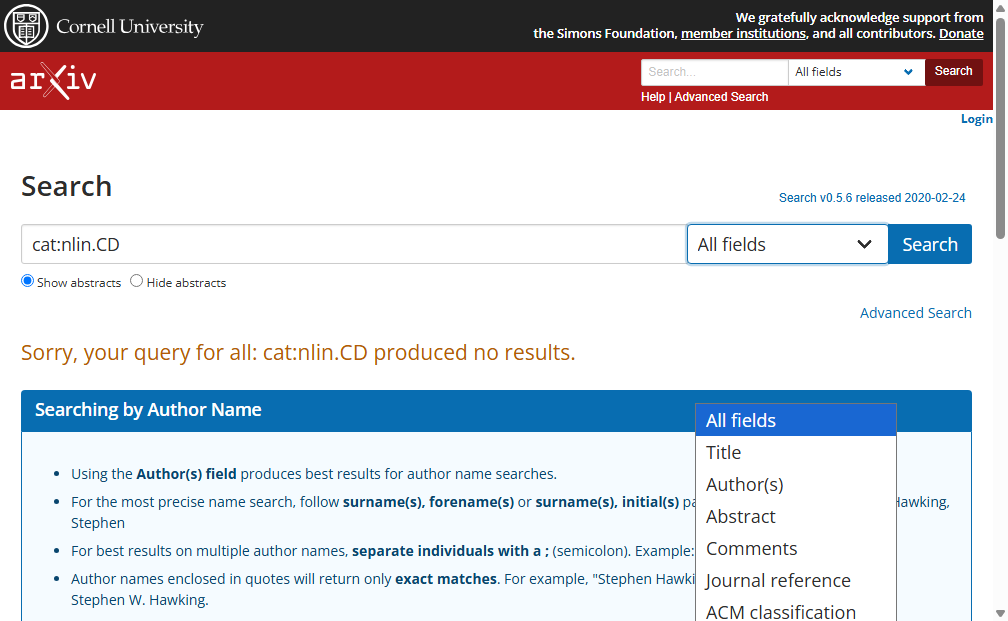 Cornell University
We gratefully acknowledge support from
the Simons Foundation, member institutions, and all contributors. Donate
arXiv
Search...
All fields
Search
Help | Advanced Search
Login
Search
Search v0.5.6 released 2020-02-24
cat:nlin.CD
All fields
Search
Show abstracts
Hide abstracts
Advanced Search
Sorry, your query for all: cat:nlin.CD produced no results.
Searching by Author Name
• Using the Author(s) field produces best results for author name searches.
• For the most precise name search, follow surname(s), forename(s) or surname(s), initial(s) Hawking,
Stephen
• For best results on multiple author names, separate individuals with a ; (semicolon). Example:
• Author names enclosed in quotes will return only exact matches. For example, "Stephen
Stephen W. Hawking.
All fields
Title
Author(s)
Abstract
Comments
Journal reference
ACM classification